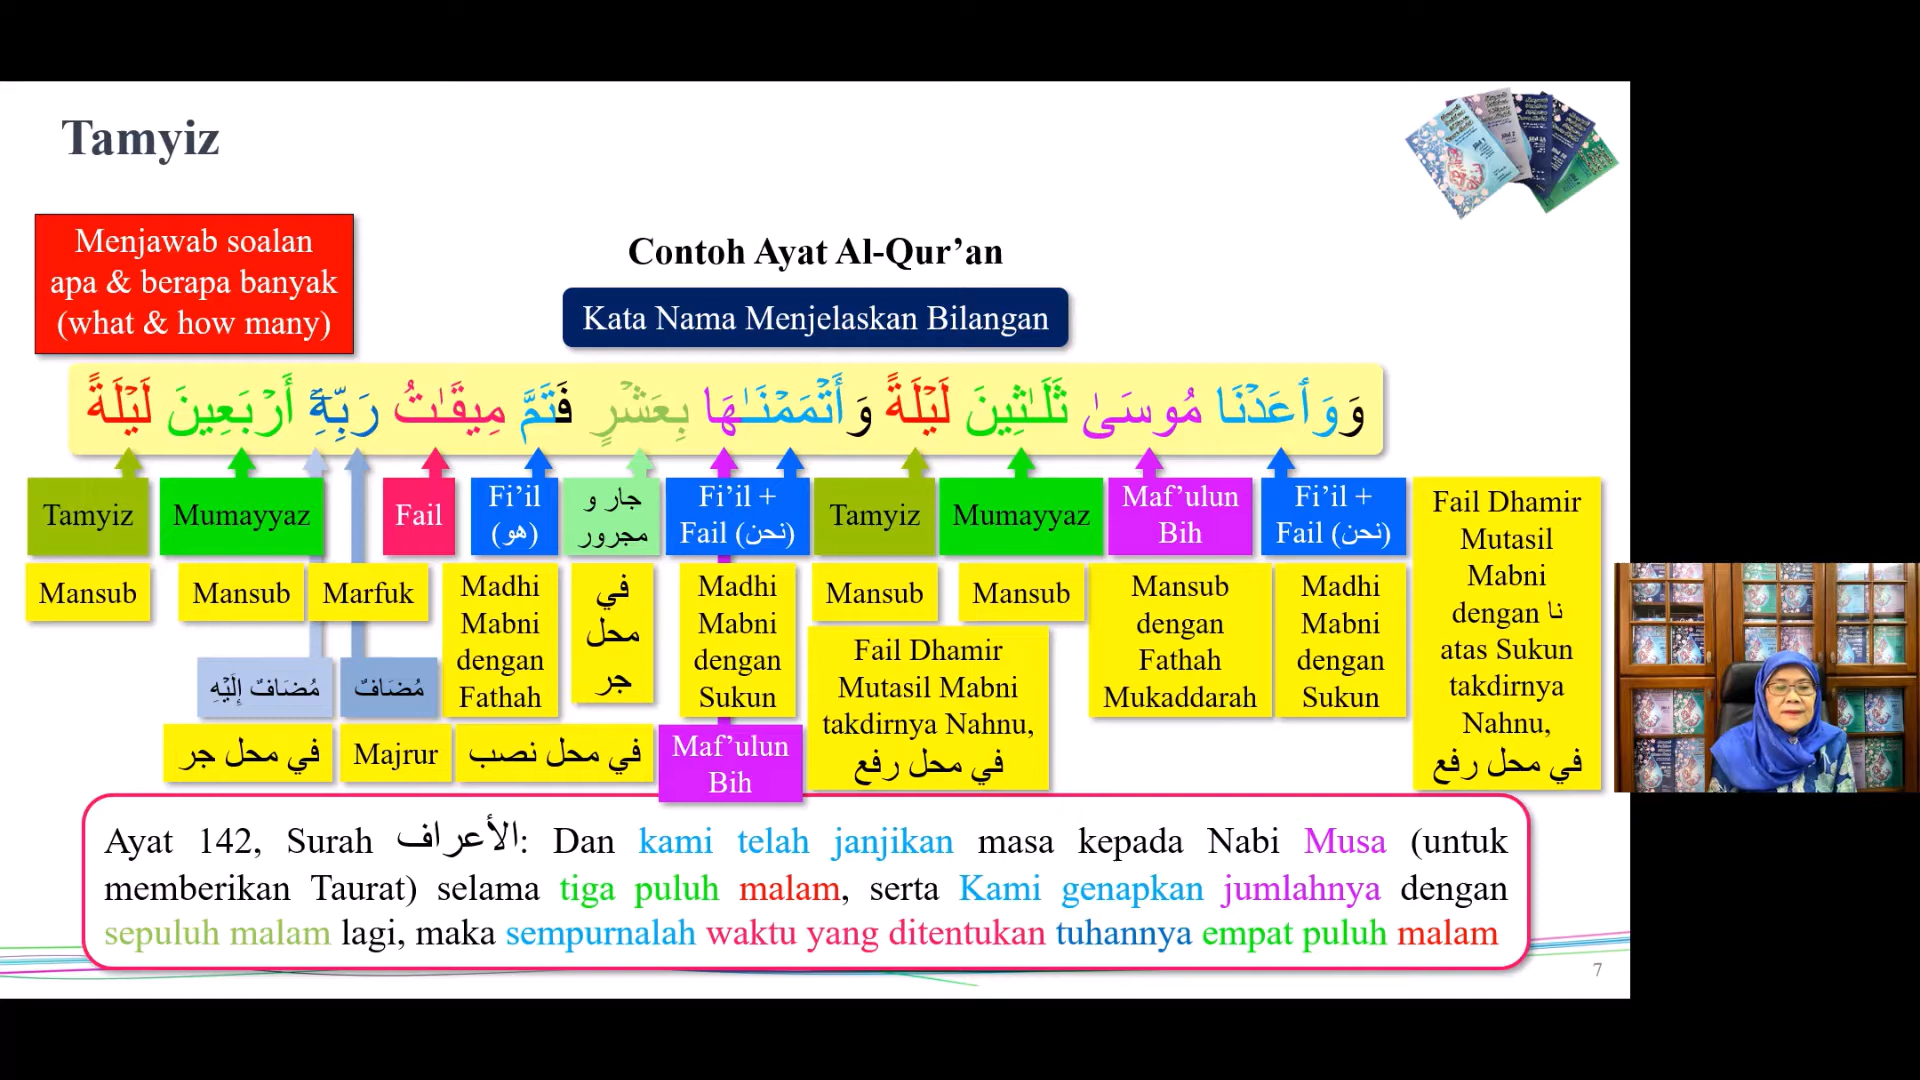 Tamyiz
Menjawab soalan
apa & berapa banyak
(what & how many)
Contoh Ayat Al-Qur’an
Kata Nama Menjelaskan Bilangan
وَوَٲعَدۡنَا مُوسَىٰ ثَلَـٰثِينَ لَيۡلَةً وَأَتۡمَمۡنَـٰهَا بِعَشۡرٍ فَتَمَّ مِيقَـٰتُ رَبِّهِۦۤ أَرۡبَعِينَ لَيۡلَةً
Tamyiz
Mumayyaz
Fail
Fi’il
(هو)
جار و
مجرور
Fi’il +
Fail (نحن)
Tamyiz
Mumayyaz
Maf’ulun
Bih
Fi’il +
Fail (نحن)
Fail Dhamir
Mutasil
Mabni
dengan نا
atas Sukun
takdirnya
Nahnu,
في محل رفع
Mansub
Mansub
Marfuk
Madhi
Mabni
dengan
Fathah
في
محل
جر
Madhi
Mabni
dengan
Sukun
Mansub
Mansub
Mansub
dengan
Fathah
Mukaddarah
Madhi
Mabni
dengan
Sukun
Fail Dhamir
Mutasil Mabni
takdirnya Nahnu,
في محل رفع
مُضَافٌ إِلَيْهِ
مُضَافٌ
في محل جر
Majrur
في محل نصب
Maf’ulun
Bih
Ayat 142, Surah الأعراف: Dan kami telah janjikan masa kepada Nabi Musa (untuk
memberikan Taurat) selama tiga puluh malam, serta Kami genapkan jumlahnya dengan
sepuluh malam lagi, maka sempurnalah waktu yang ditentukan tuhannya empat puluh malam
7